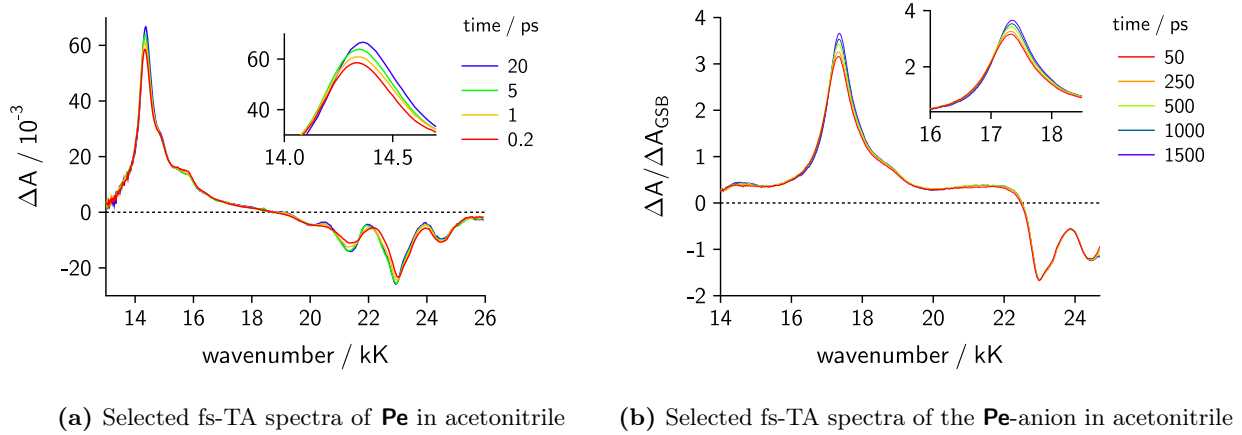 ΔA / 10⁻³
60
40
20
0
-20
14 16 18 20 22 24 26
wavenumber / kK
60
40
14.0 14.5
time / ps
20
5
1
0.2
(a) Selected fs-TA spectra of Pe in acetonitrile
ΔA / ΔA_GSB
4
3
2
1
0
-1
-2
14 16 18 20 22 24
wavenumber / kK
4
2
16 17 18
time / ps
50
250
500
1000
1500
(b) Selected fs-TA spectra of the Pe-anion in acetonitrile